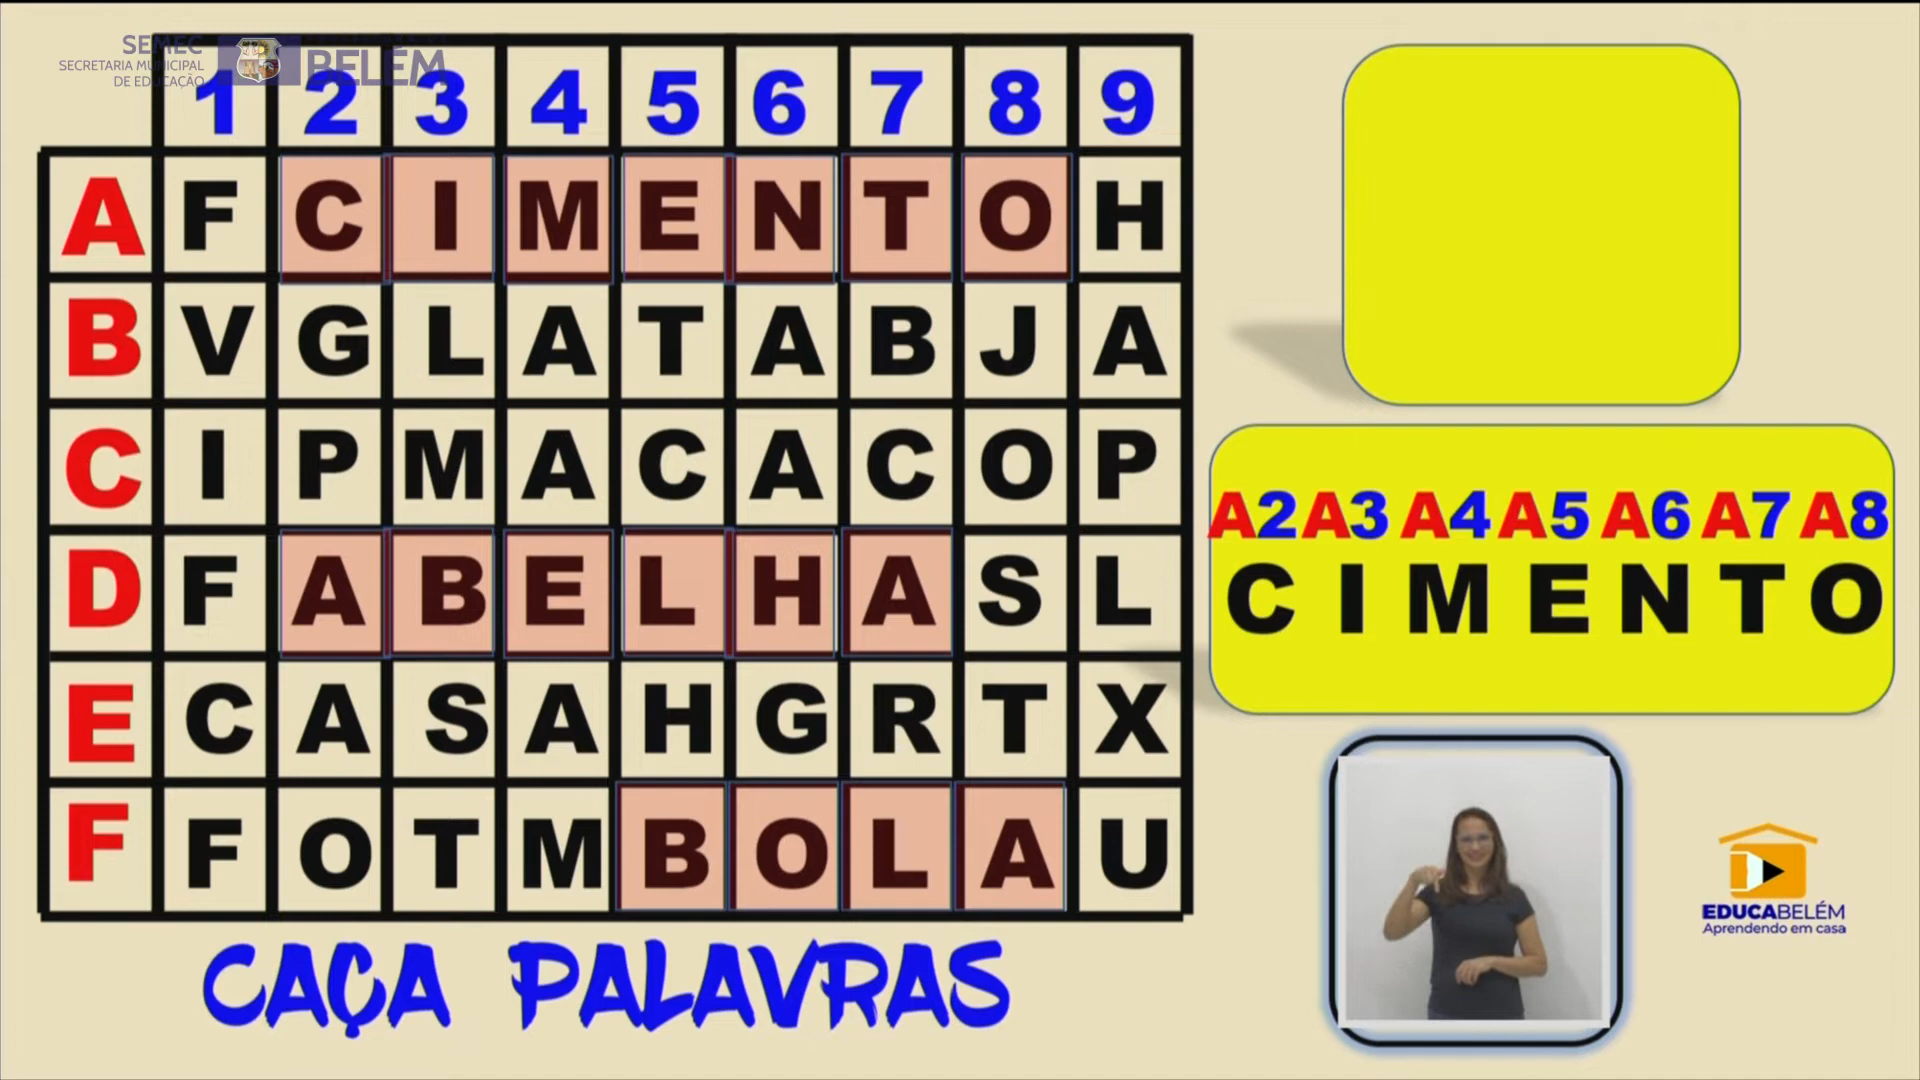 SEMEC
SECRETARIA MUNICIPAL
DE EDUCAÇÃO
BELÉM
1 2 3 4 5 6 7 8 9
A F C I M E N T O H
B V G L A T A B J A
C I P M A C A C O P
D F A B E L H A S L
E C A S A H G R T X
F F O T M B O L A U
CAÇA PALAVRAS
A2 A3 A4 A5 A6 A7 A8
C I M E N T O
EDUCABELÉM
Aprendendo em casa